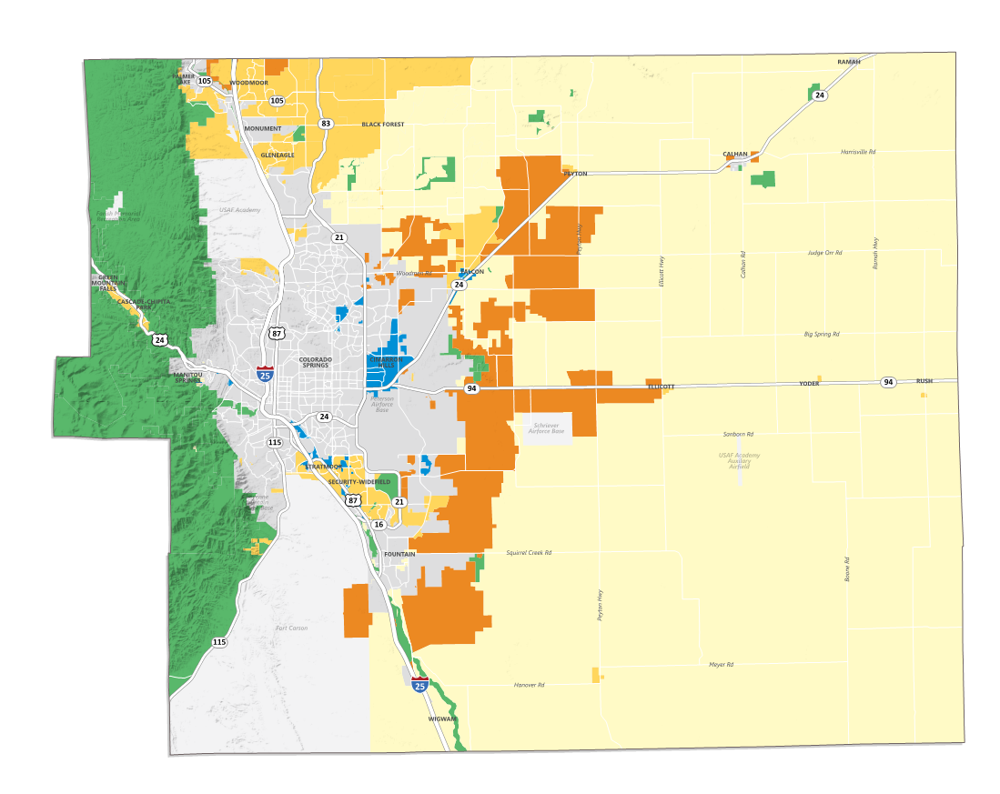 RAMAH
PALMER
LAKE
105
WOODMOOR
24
105
83
BLACK FOREST
MONUMENT
GLENEAGLE
CALHAN
Harrisville Rd
PEYTON
USAF Academy
21
Peyton Hwy
Judge Orr Rd
Ramah Hwy
Calhan Rd
Ellicott Hwy
Woodmen Rd
FALCON
24
GREEN
MOUNTAIN
FALLS
CASCADE-CHIPITA
PARK
24
87
Big Spring Rd
COLORADO
SPRINGS
CIMARRON
HILLS
25
MANITOU
SPRINGS
94
ELLICOTT
YODER
94
RUSH
Peterson
Airforce
Base
24
Schriever
Airforce Base
Sanborn Rd
115
USAF Academy
Auxilary
Airfield
STRATMOOR
SECURITY-WIDEFIELD
87
21
16
FOUNTAIN
Squirrel Creek Rd
Boone Rd
Peyton Hwy
Fort Carson
115
Meyer Rd
25
Hanover Rd
WIGWAM